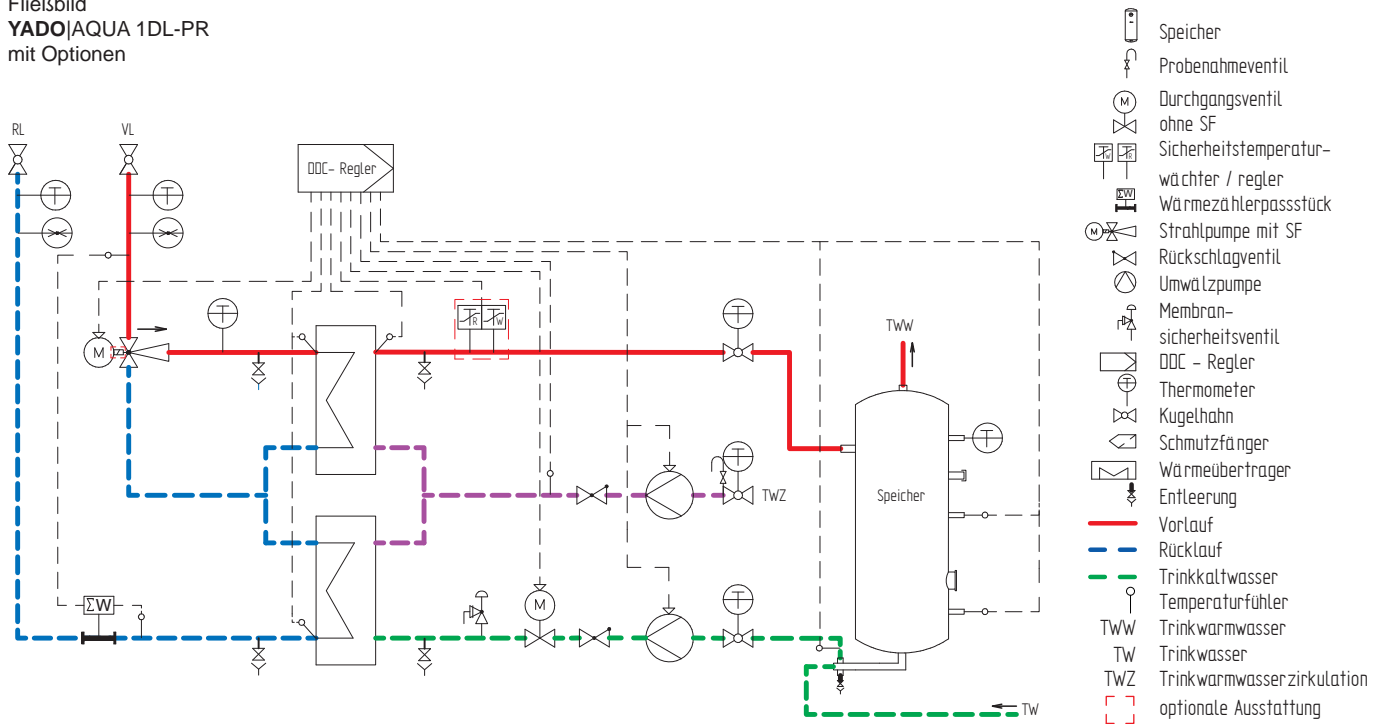 Fließbild
YADO|AQUA 1DL-PR
mit Optionen
RL
VL
DDC- Regler
T
T
T
M
R
W
T
TWW
T
T
TWZ
Speicher
ΣW
M
T
TW
Speicher
Probenahmeventil
M
Durchgangsventil
ohne SF
W
R
Sicherheitstemperatur-
wächter / regler
ΣW
Wärmezählerpassstück
M
Strahlpumpe mit SF
Rückschlagventil
Umwälzpumpe
Membran-
sicherheitsventil
DDC - Regler
T
Thermometer
Kugelhahn
Schmutzfänger
Wärmeübertrager
Entleerung
Vorlauf
Rücklauf
Trinkkaltwasser
Temperaturfühler
TWW Trinkwarmwasser
TW Trinkwasser
TWZ Trinkwarmwasserzirkulation
optionale Ausstattung